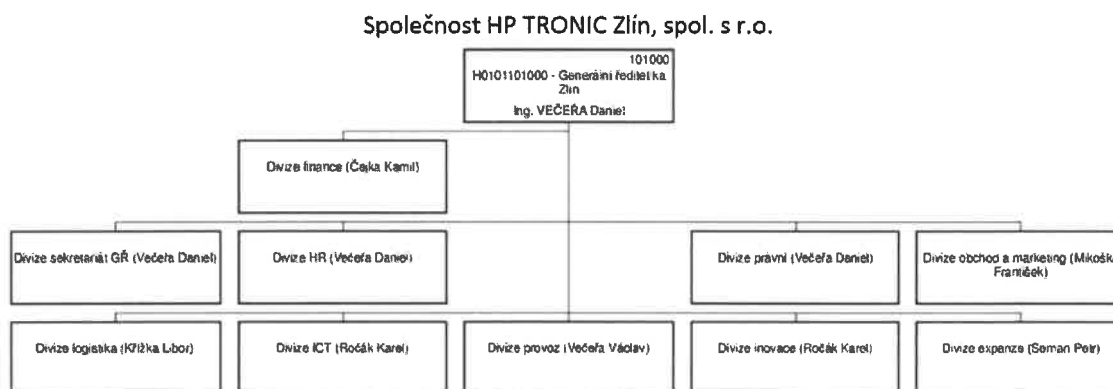 Společnost HP TRONIC Zlín, spol. s r.o.
101000
H0101101000 - Generální ředitelka
Zlín
Ing. VEČEŘA Daniel
Divize finance (Čejka Kamil)
Divize sekretariát GŘ (Večeřa Daniel)
Divize HR (Večeřa Daniel)
Divize právní (Večeřa Daniel)
Divize obchod a marketing (Mikoška
František)
Divize logistika (Křížka Libor)
Divize ICT (Ročák Karel)
Divize provoz (Večeřa Václav)
Divize inovace (Ročák Karel)
Divize expanze (Seman Petr)